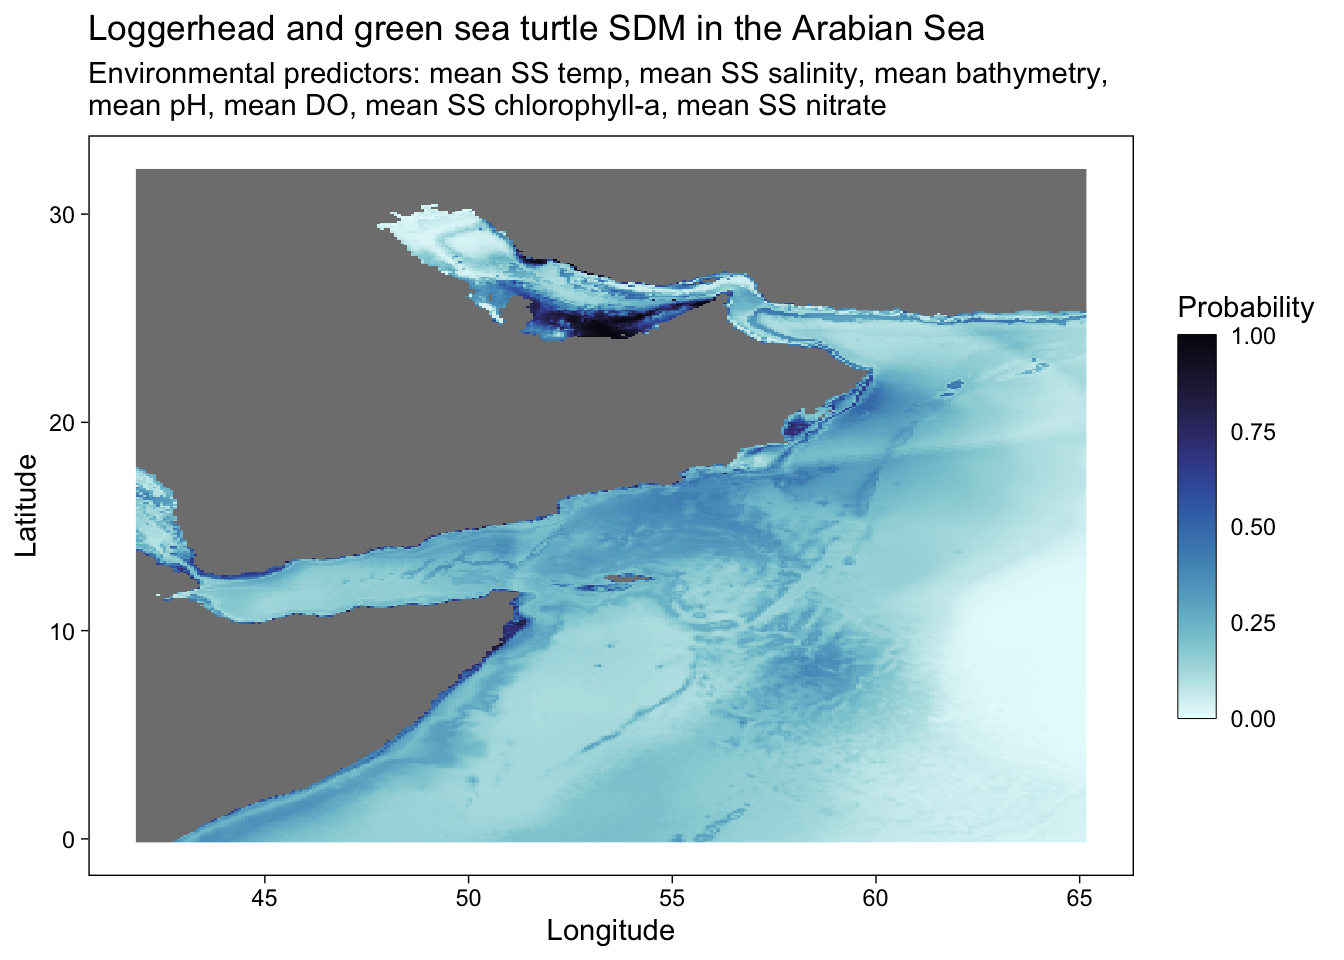 Loggerhead and green sea turtle SDM in the Arabian Sea
Environmental predictors: mean SS temp, mean SS salinity, mean bathymetry,
mean pH, mean DO, mean SS chlorophyll-a, mean SS nitrate
30
20
10
0
Latitude
45
50
55
60
65
Longitude
Probability
1.00
0.75
0.50
0.25
0.00